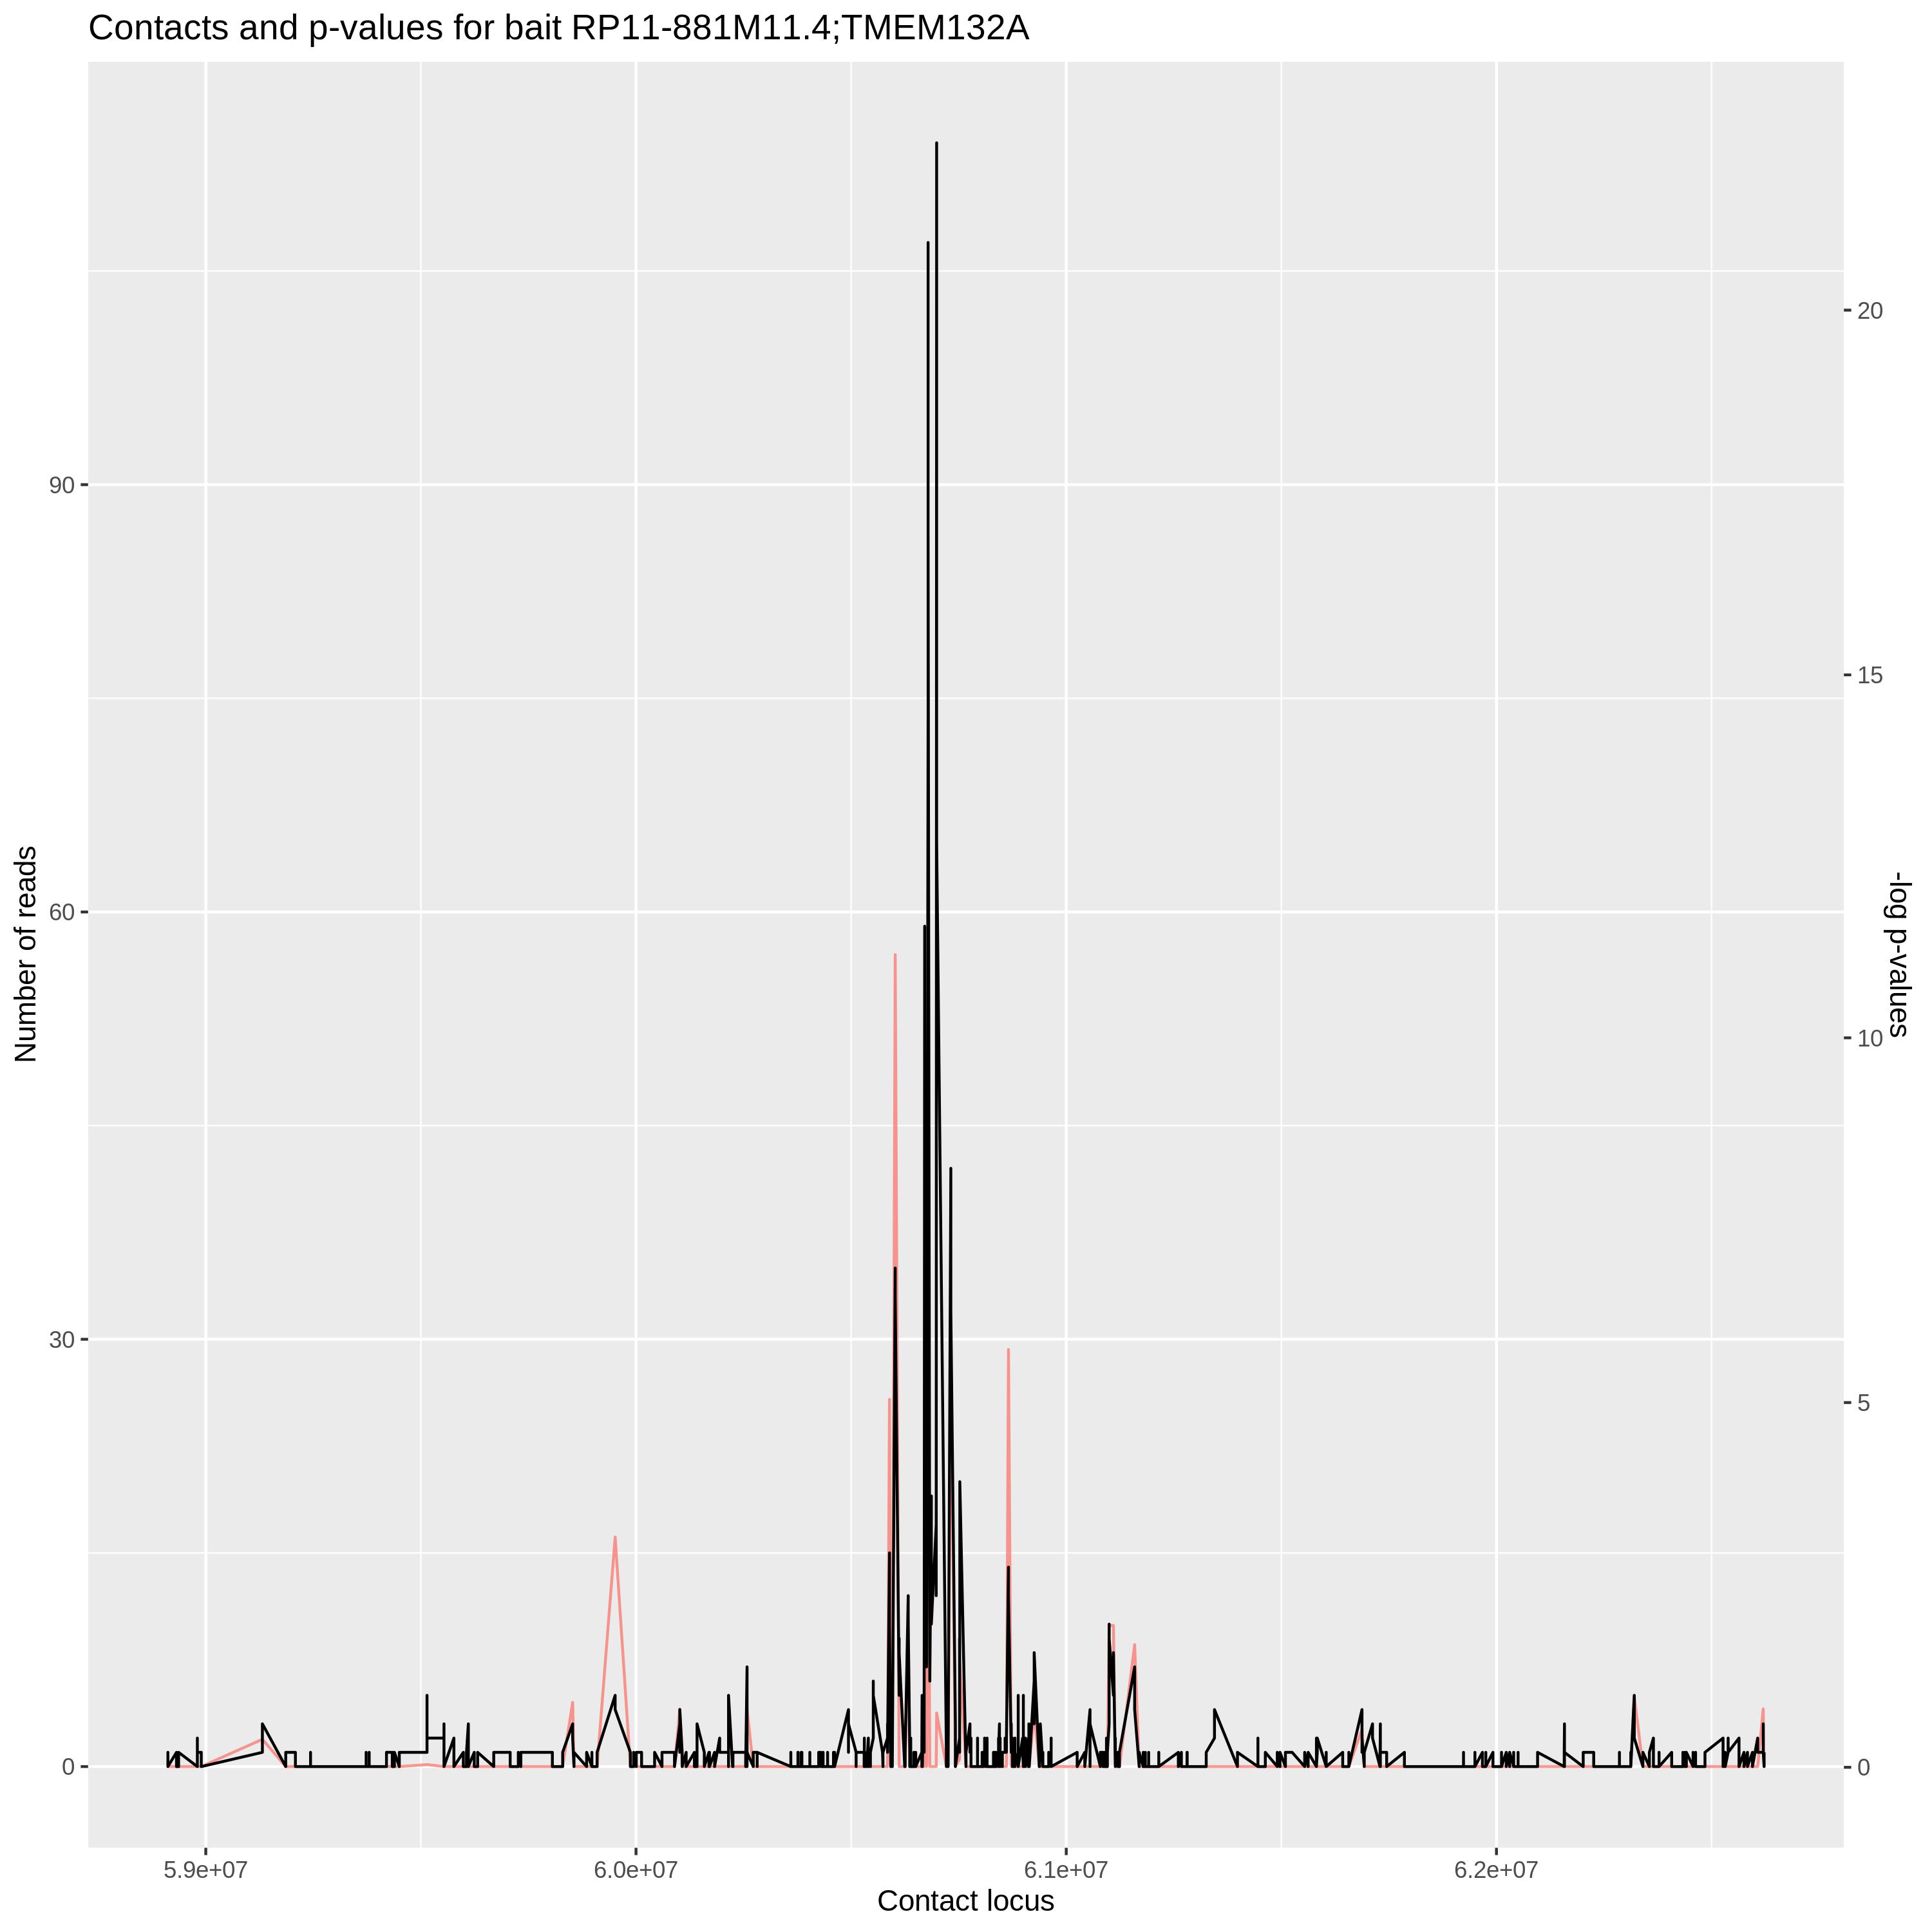 Contacts and p-values for bait RP11-881M11.4;TMEM132A
90
60
30
0
20
15
10
5
0
Number of reads
-log p-values
5.9e+07
6.0e+07
6.1e+07
6.2e+07
Contact locus